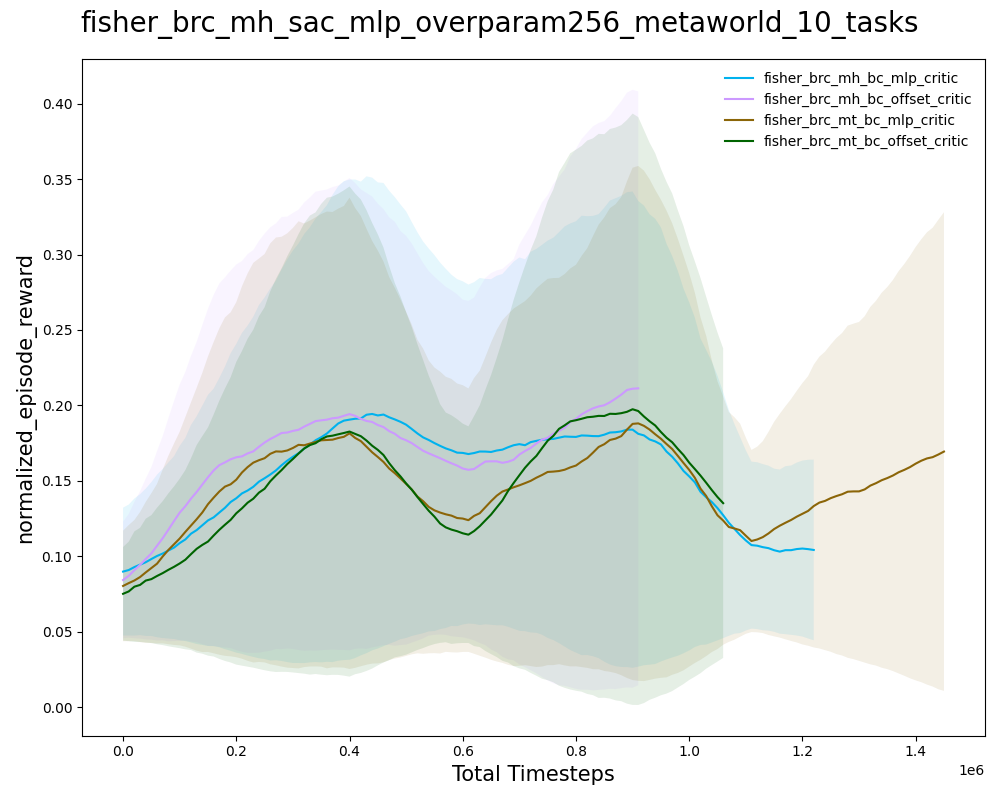 fisher_brc_mh_sac_mlp_overparam256_metaworld_10_tasks
fisher_brc_mh_bc_mlp_critic
fisher_brc_mh_bc_offset_critic
fisher_brc_mt_bc_mlp_critic
fisher_brc_mt_bc_offset_critic
normalized_episode_reward
0.40
0.35
0.30
0.25
0.20
0.15
0.10
0.05
0.00
0.0 0.2 0.4 0.6 0.8 1.0 1.2 1.4
1e6
Total Timesteps